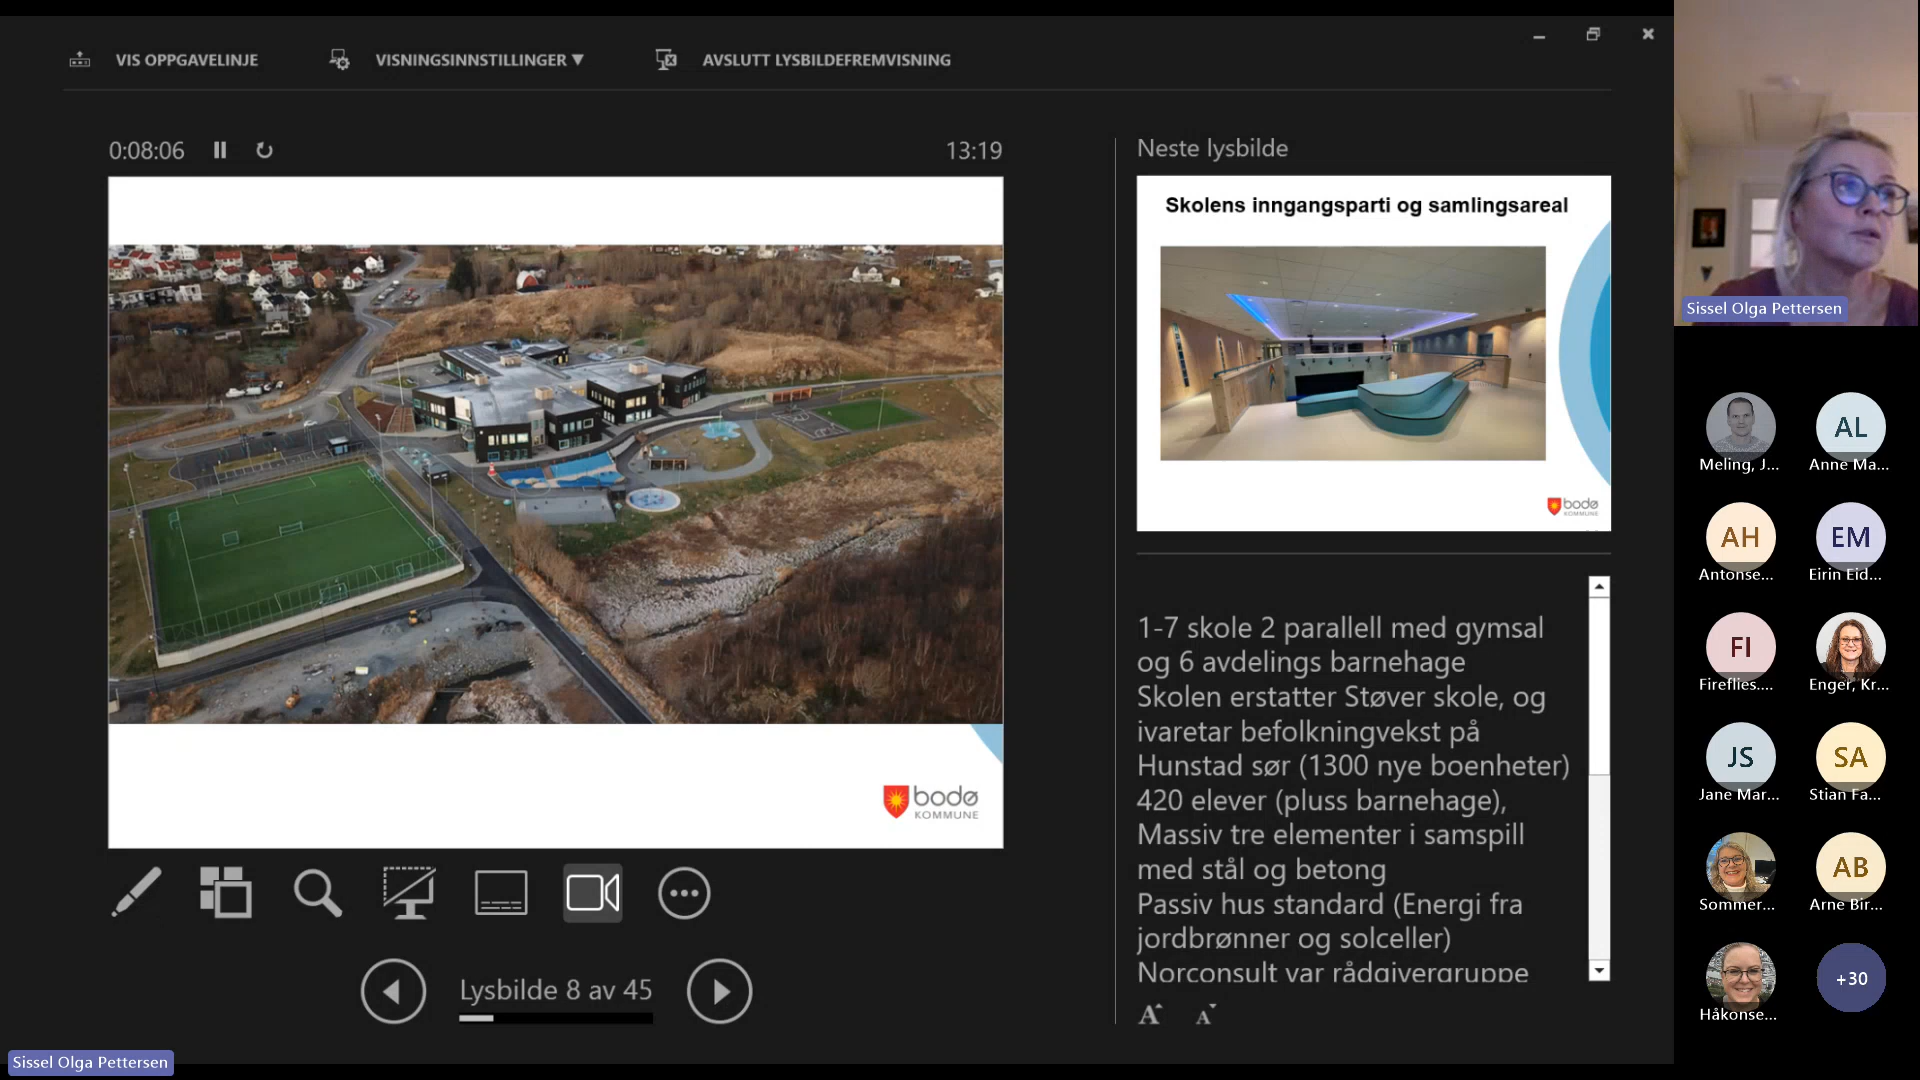 VIS OPPGAVELINJE
VISNINGSINNSTILLINGER ▼
AVSLUTT LYSBILDEFREMVISNING
0:08:06
13:19
bodø
KOMMUNE
Lysbilde 8 av 45
Neste lysbilde
Skolens inngangsparti og samlingsareal
bodø
KOMMUNE
1-7 skole 2 parallell med gymsal
og 6 avdelings barnehage
Skolen erstatter Støver skole, og
ivaretar befolkningvekst på
Hunstad sør (1300 nye boenheter)
420 elever (pluss barnehage),
Massiv tre elementer i samspill
med stål og betong
Passiv hus standard (Energi fra
jordbrønner og solceller)
Norconsult var rådgivergruppe
A A
Sissel Olga Pettersen
Meling, J...
AL
Anne Ma...
AH
Antonse...
EM
Eirin Eid...
FI
Fireflies....
Enger, Kr...
JS
Jane Mar...
SA
Stian Fa...
Sommer...
AB
Arne Bir...
Håkonse...
+30
Sissel Olga Pettersen